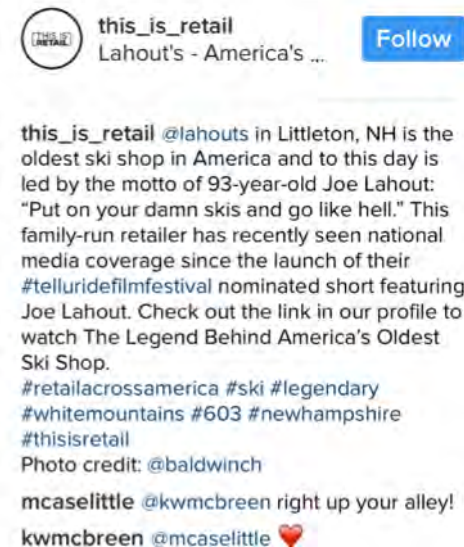 THIS IS
RETAIL
this_is_retail
Lahout's - America's ...
Follow
this_is_retail @lahouts in Littleton, NH is the
oldest ski shop in America and to this day is
led by the motto of 93-year-old Joe Lahout:
“Put on your damn skis and go like hell.” This
family-run retailer has recently seen national
media coverage since the launch of their
#telluridefilmfestival nominated short featuring
Joe Lahout. Check out the link in our profile to
watch The Legend Behind America’s Oldest
Ski Shop.
#retailacrossamerica #ski #legendary
#whitemountains #603 #newhampshire
#thisisretail
Photo credit: @baldwinch
mcaselittle @kwmcbreen right up your alley!
kwmcbreen @mcaselittle ❤️